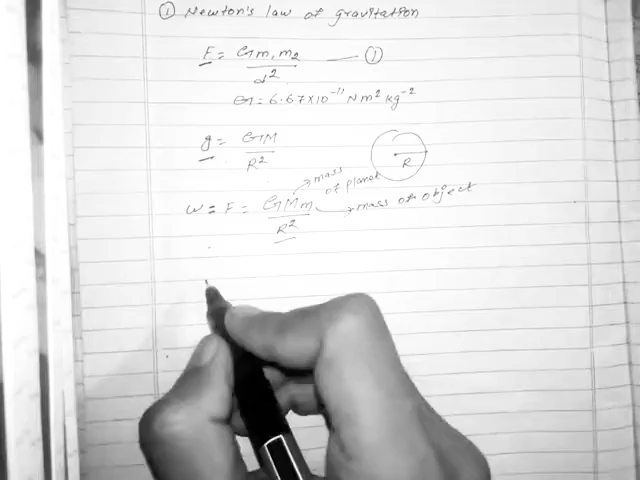 ① Newton's law of gravitation
F = Gm₁m₂ / d² — ①
G = 6.67×10⁻¹¹ Nm² kg⁻²
g = GM / R²
R
→ mass of planet
W = F = GMm / R² → mass of object